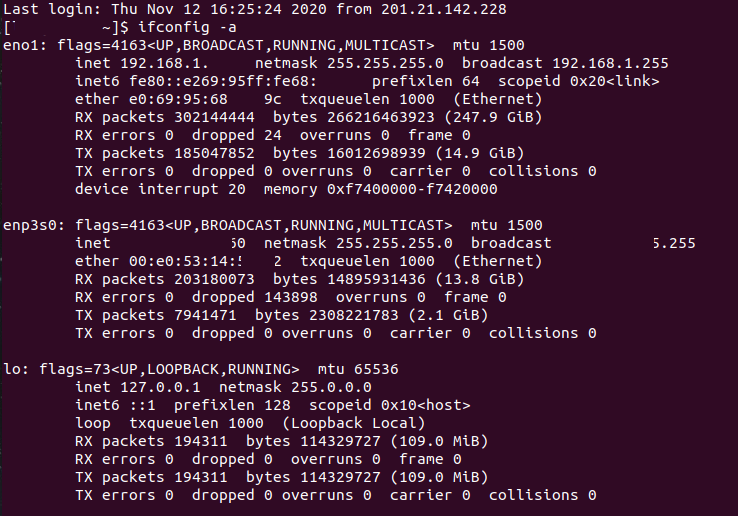 Last login: Thu Nov 12 16:25:24 2020 from 201.21.142.228
[ ~]$ ifconfig -a
eno1: flags=4163<UP,BROADCAST,RUNNING,MULTICAST>  mtu 1500
inet 192.168.1.  netmask 255.255.255.0  broadcast 192.168.1.255
inet6 fe80::e269:95ff:fe68:  prefixlen 64  scopeid 0x20<link>
ether e0:69:95:68  9c  txqueuelen 1000  (Ethernet)
RX packets 302144444  bytes 266216463923 (247.9 GiB)
RX errors 0  dropped 24  overruns 0  frame 0
TX packets 185047852  bytes 16012698939 (14.9 GiB)
TX errors 0  dropped 0 overruns 0  carrier 0  collisions 0
device interrupt 20  memory 0xf7400000-f7420000
enp3s0: flags=4163<UP,BROADCAST,RUNNING,MULTICAST>  mtu 1500
inet  netmask 255.255.255.0  broadcast  .255
ether 00:e0:53:14:  2  txqueuelen 1000  (Ethernet)
RX packets 203180073  bytes 14895931436 (13.8 GiB)
RX errors 0  dropped 143898  overruns 0  frame 0
TX packets 7941471  bytes 2308221783 (2.1 GiB)
TX errors 0  dropped 0 overruns 0  carrier 0  collisions 0
lo: flags=73<UP,LOOPBACK,RUNNING>  mtu 65536
inet 127.0.0.1  netmask 255.0.0.0
inet6 ::1  prefixlen 128  scopeid 0x10<host>
loop  txqueuelen 1000  (Loopback Local)
RX packets 194311  bytes 114329727 (109.0 MiB)
RX errors 0  dropped 0  overruns 0  frame 0
TX packets 194311  bytes 114329727 (109.0 MiB)
TX errors 0  dropped 0 overruns 0  carrier 0  collisions 0